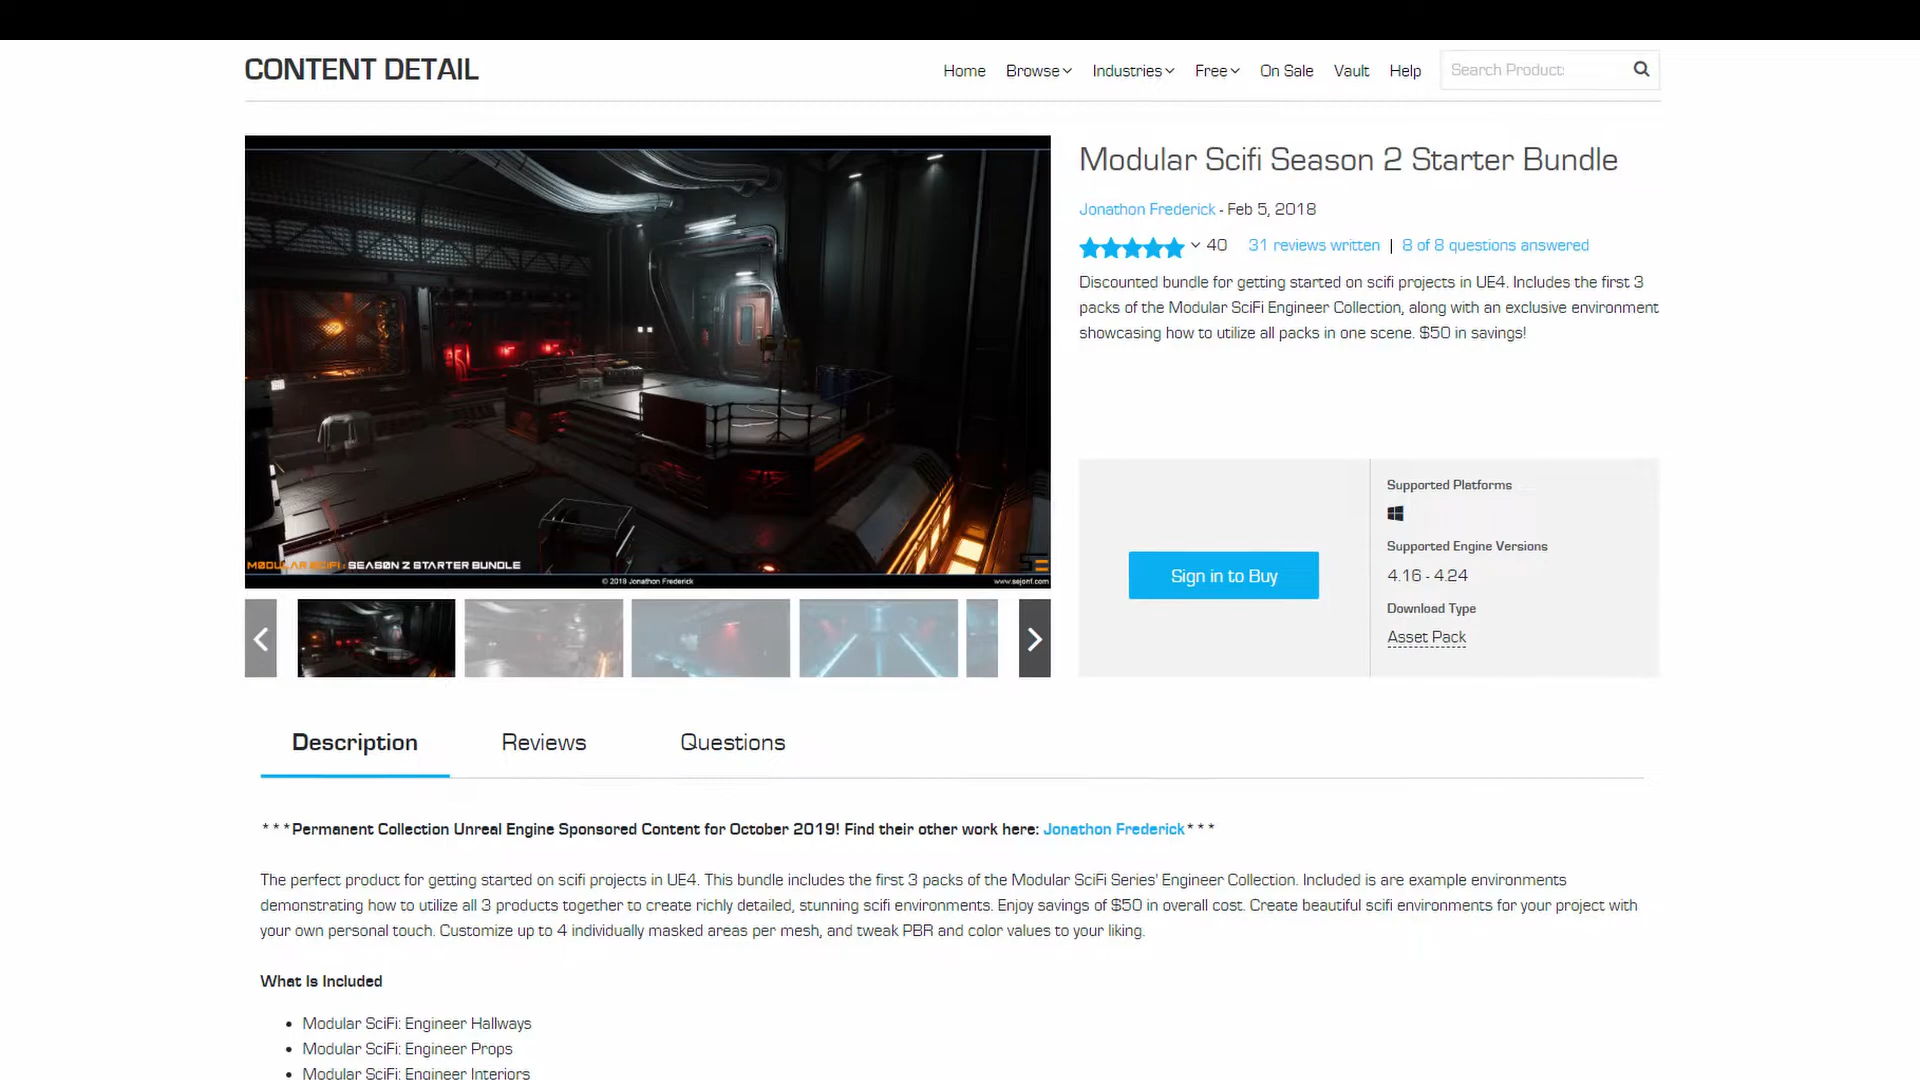 CONTENT DETAIL
Home Browse Industries Free On Sale Vault Help Search Product
Modular Scifi Season 2 Starter Bundle
Jonathon Frederick - Feb 5, 2018
40 31 reviews written | 8 of 8 questions answered
Discounted bundle for getting started on scifi projects in UE4. Includes the first 3
packs of the Modular SciFi Engineer Collection, along with an exclusive environment
showcasing how to utilize all packs in one scene. $50 in savings!
MODULAR SCIFI: SEASON 2 STARTER BUNDLE
© 2018 Jonathon Frederick
www.sejonf.com
Sign in to Buy
Supported Platforms
Supported Engine Versions
4.16 - 4.24
Download Type
Asset Pack
Description Reviews Questions
***Permanent Collection Unreal Engine Sponsored Content for October 2019! Find their other work here: Jonathon Frederick***
The perfect product for getting started on scifi projects in UE4. This bundle includes the first 3 packs of the Modular SciFi Series' Engineer Collection. Included is are example environments
demonstrating how to utilize all 3 products together to create richly detailed, stunning scifi environments. Enjoy savings of $50 in overall cost. Create beautiful scifi environments for your project with
your own personal touch. Customize up to 4 individually masked areas per mesh, and tweak PBR and color values to your liking.
What Is Included
• Modular SciFi: Engineer Hallways
• Modular SciFi: Engineer Props
• Modular SciFi: Engineer Interiors